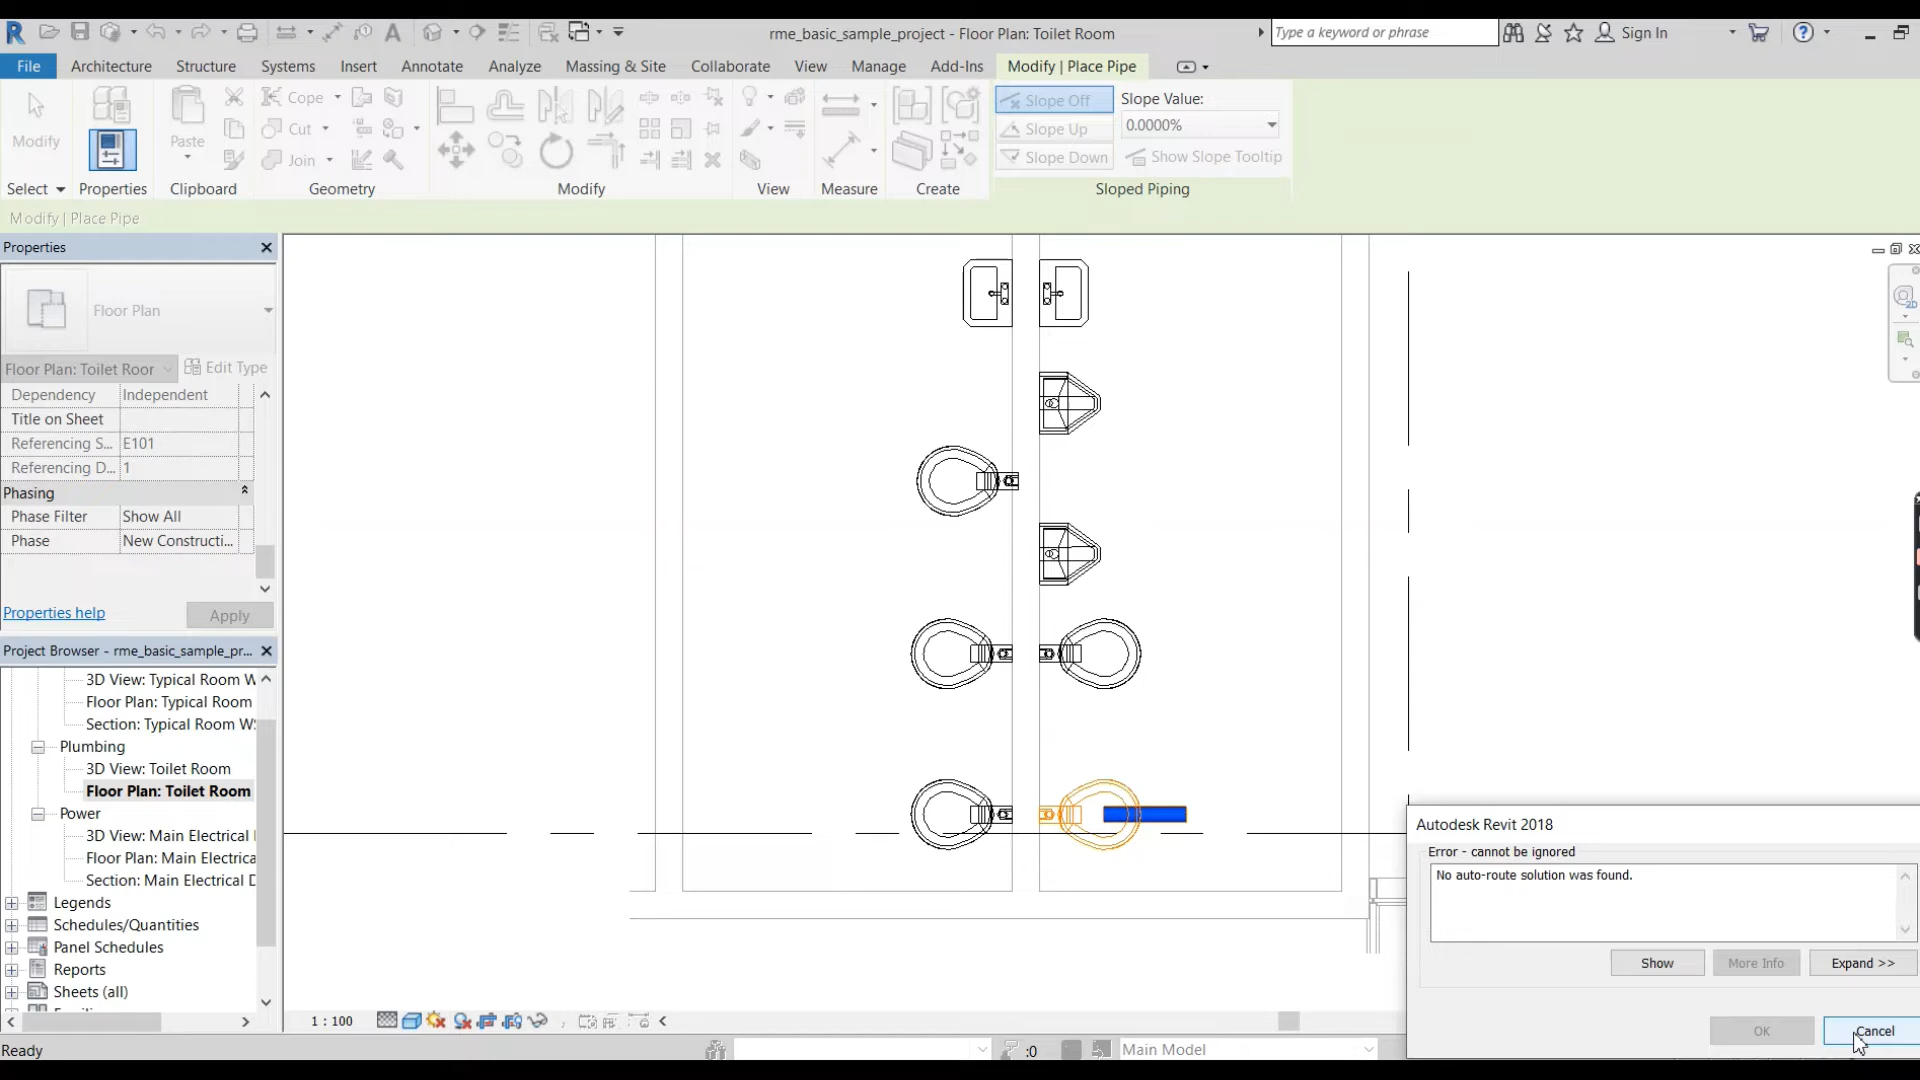 rme_basic_sample_project - Floor Plan: Toilet Room
Type a keyword or phrase
Sign In
File
Architecture
Structure
Systems
Insert
Annotate
Analyze
Massing & Site
Collaborate
View
Manage
Add-Ins
Modify | Place Pipe
Modify
Paste
Cope
Cut
Join
Slope Off
Slope Up
Slope Down
Slope Value:
0.0000%
Show Slope Tooltip
Select
Properties
Clipboard
Geometry
Modify
View
Measure
Create
Sloped Piping
Modify | Place Pipe
Properties
Floor Plan
Floor Plan: Toilet Roor
Edit Type
Dependency Independent
Title on Sheet
Referencing S... E101
Referencing D... 1
Phasing
Phase Filter Show All
Phase New Constructi...
Properties help
Apply
Project Browser - rme_basic_sample_pr...
3D View: Typical Room W
Floor Plan: Typical Room
Section: Typical Room W
Plumbing
3D View: Toilet Room
Floor Plan: Toilet Room
Power
3D View: Main Electrical
Floor Plan: Main Electrica
Section: Main Electrical D
Legends
Schedules/Quantities
Panel Schedules
Reports
Sheets (all)
1 : 100
Ready
:0
Main Model
Autodesk Revit 2018
Error - cannot be ignored
No auto-route solution was found.
Show
More Info
Expand >>
OK
Cancel
2D